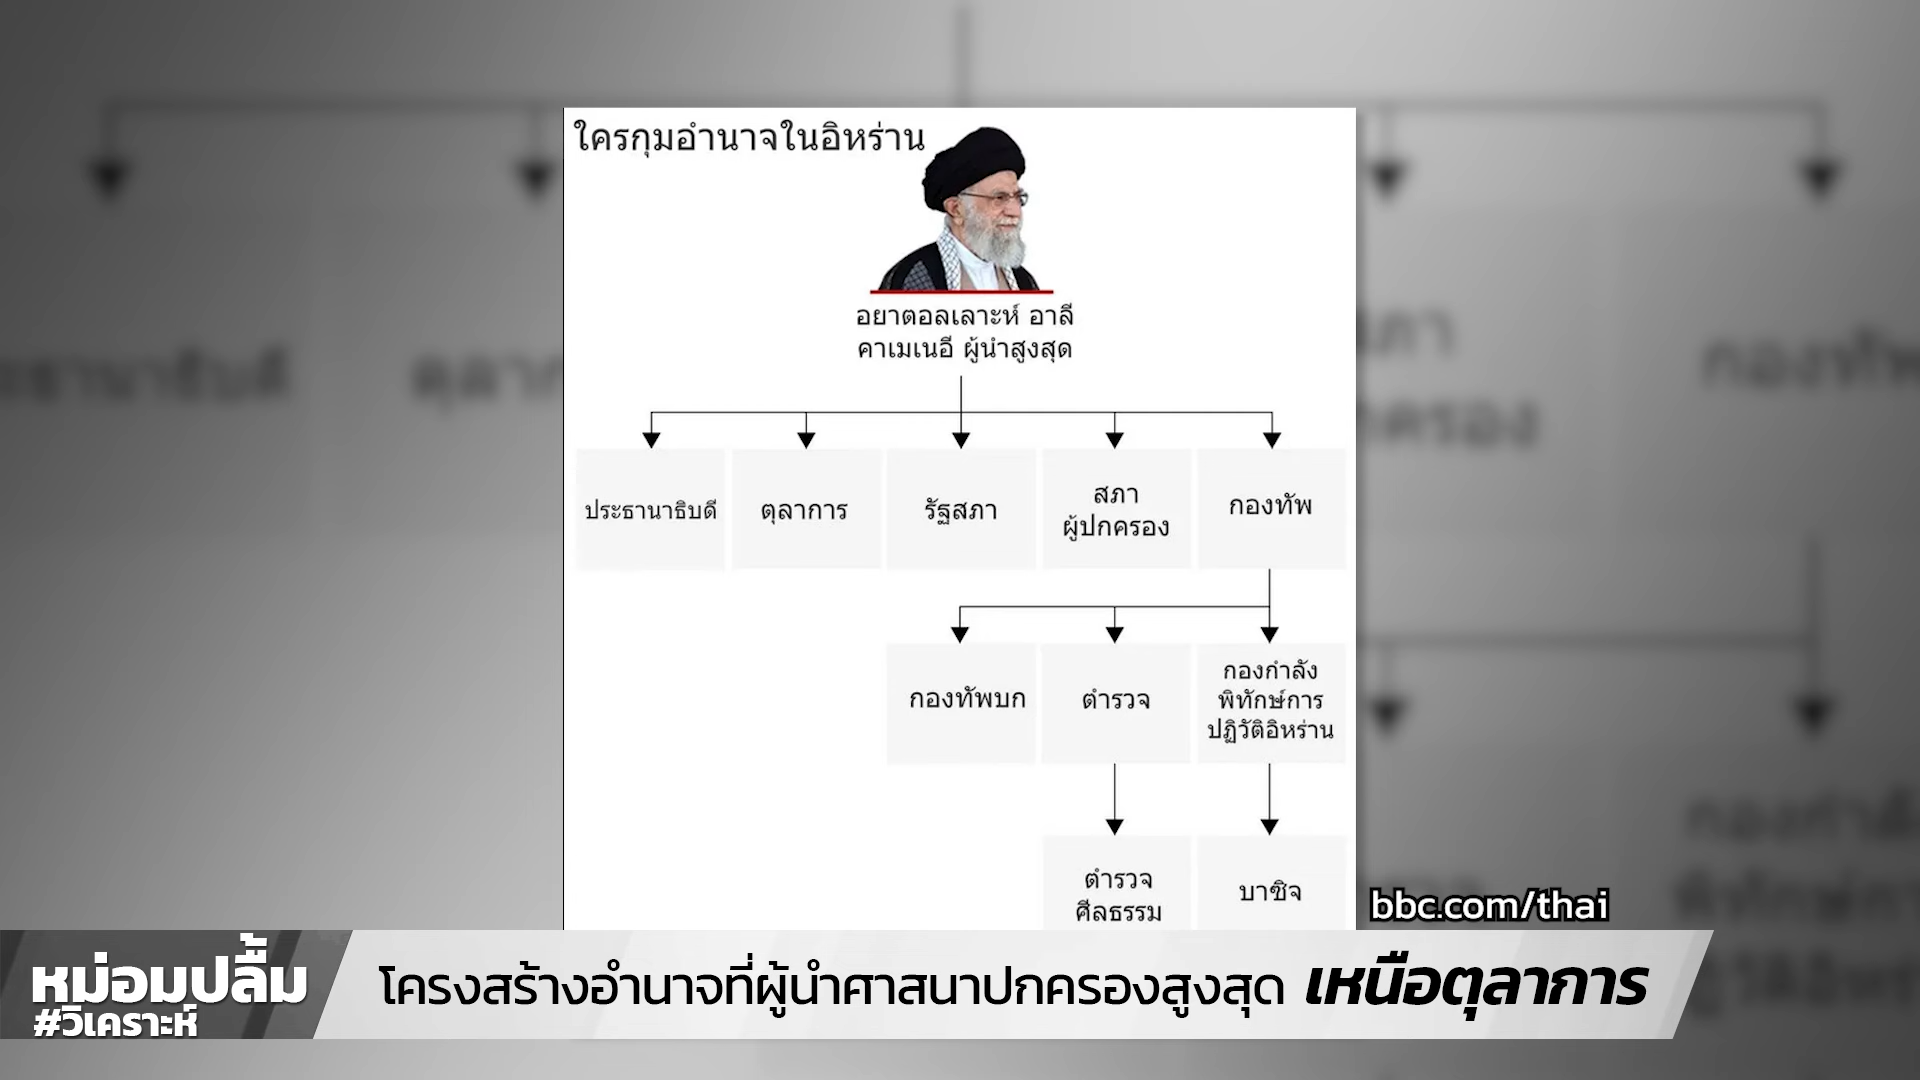 ใครกุมอำนาจในอิหร่าน
อยาตอลเลาะห์ อาลี
คาเมเนอี ผู้นำสูงสุด
ประธานาธิบดี
ตุลาการ
รัฐสภา
สภา
ผู้ปกครอง
กองทัพ
กองทัพบก
ตำรวจ
กองกำลัง
พิทักษ์การ
ปฏิวัติอิหร่าน
ตำรวจ
ศีลธรรม
บาซิจ
bbc.com/thai
หม่อมปลื้ม
#วิเคราะห์
โครงสร้างอำนาจที่ผู้นำศาสนาปกครองสูงสุด เหนือตุลาการ